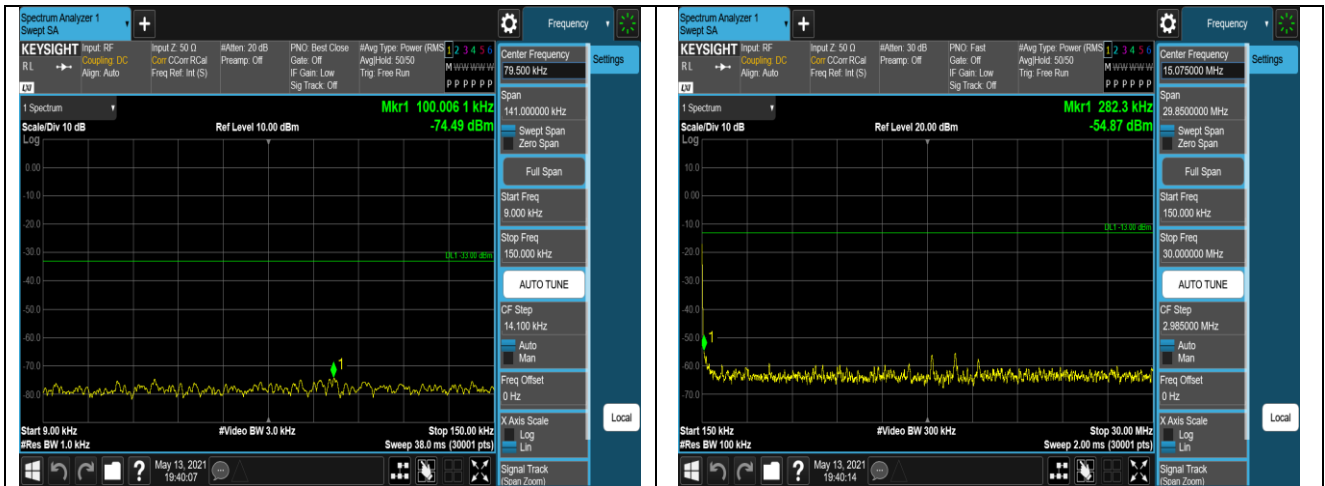 Spectrum Analyzer 1
Swept SA
Frequency
KEYSIGHT
Input: RF
Input Z: 50 Ω
#Atten: 20 dB
PNO: Best Close
#Avg Type: Power (RMS
1 2 3 4 5 6
RL
Coupling: DC
Corr CCorr RCal
Preamp: Off
Gate: Off
Avg|Hold: 50/50
M W W W W W
Align: Auto
Freq Ref: Int (S)
IF Gain: Low
Trig: Free Run
Sig Track: Off
P P P P P P
LXI
Center Frequency
79.500 kHz
Settings
1 Spectrum
Mkr1 100.006 1 kHz
Scale/Div 10 dB
Ref Level 10.00 dBm
-74.49 dBm
Log
0.00
-10.0
-20.0
-30.0
DL1 -33.00 dBm
-40.0
-50.0
-60.0
-70.0
-80.0
1
Start 9.00 kHz
#Video BW 3.0 kHz
Stop 150.00 kHz
#Res BW 1.0 kHz
Sweep 38.0 ms (30001 pts)
Span
141.000000 kHz
Swept Span
Zero Span
Full Span
Start Freq
9.000 kHz
Stop Freq
150.000 kHz
AUTO TUNE
CF Step
14.100 kHz
Auto
Man
Freq Offset
0 Hz
X Axis Scale
Log
Lin
Local
Signal Track
(Span Zoom)
?
May 13, 2021
19:40:07
Spectrum Analyzer 1
Swept SA
Frequency
KEYSIGHT
Input: RF
Input Z: 50 Ω
#Atten: 30 dB
PNO: Fast
#Avg Type: Power (RMS
1 2 3 4 5 6
RL
Coupling: DC
Corr CCorr RCal
Preamp: Off
Gate: Off
Avg|Hold: 50/50
M W W W W W
Align: Auto
Freq Ref: Int (S)
IF Gain: Low
Trig: Free Run
Sig Track: Off
P P P P P P
LXI
Center Frequency
15.075000 MHz
Settings
1 Spectrum
Mkr1 282.3 kHz
Scale/Div 10 dB
Ref Level 20.00 dBm
-54.87 dBm
Log
10.0
0.00
-10.0
DL1 -13.00 dBm
-20.0
-30.0
-40.0
-50.0
-60.0
-70.0
1
Start 150 kHz
#Video BW 300 kHz
Stop 30.00 MHz
#Res BW 100 kHz
Sweep 2.00 ms (30001 pts)
Span
29.8500000 MHz
Swept Span
Zero Span
Full Span
Start Freq
150.000 kHz
Stop Freq
30.000000 MHz
AUTO TUNE
CF Step
2.985000 MHz
Auto
Man
Freq Offset
0 Hz
X Axis Scale
Log
Lin
Local
Signal Track
(Span Zoom)
?
May 13, 2021
19:40:14